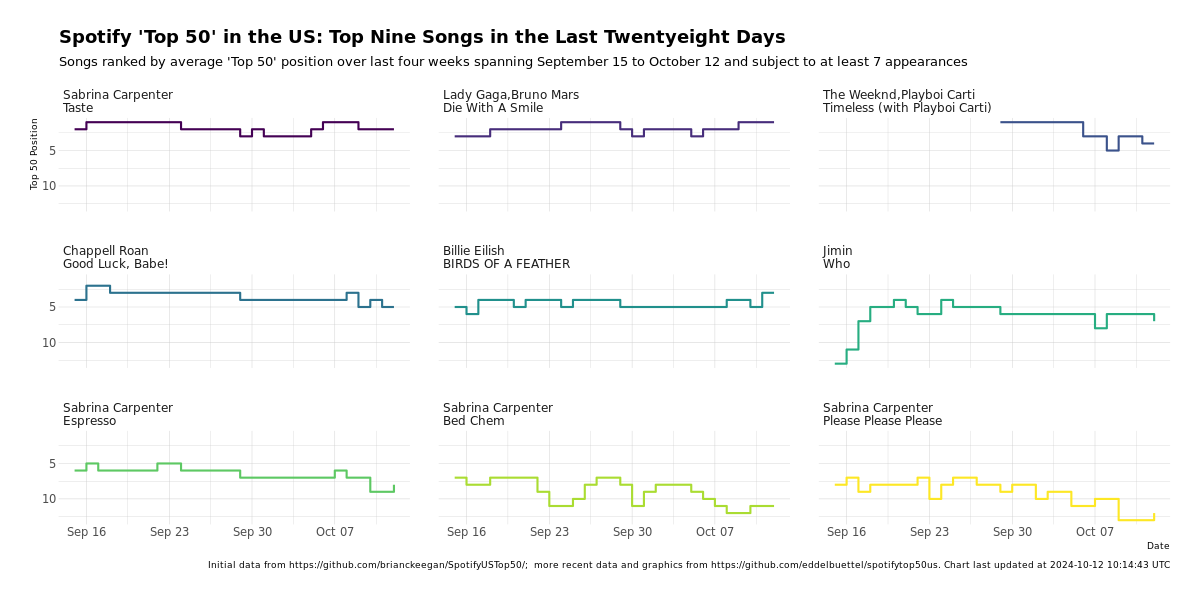 Spotify 'Top 50' in the US: Top Nine Songs in the Last Twentyeight Days
Songs ranked by average 'Top 50' position over last four weeks spanning September 15 to October 12 and subject to at least 7 appearances
Sabrina Carpenter
Taste
Lady Gaga,Bruno Mars
Die With A Smile
The Weeknd,Playboi Carti
Timeless (with Playboi Carti)
Top 50 Position
5
10
Chappell Roan
Good Luck, Babe!
Billie Eilish
BIRDS OF A FEATHER
Jimin
Who
5
10
Sabrina Carpenter
Espresso
Sabrina Carpenter
Bed Chem
Sabrina Carpenter
Please Please Please
5
10
Sep 16 Sep 23 Sep 30 Oct 07
Sep 16 Sep 23 Sep 30 Oct 07
Sep 16 Sep 23 Sep 30 Oct 07
Date
Initial data from https://github.com/brianckeegan/SpotifyUSTop50/; more recent data and graphics from https://github.com/eddelbuettel/spotifytop50us. Chart last updated at 2024-10-12 10:14:43 UTC